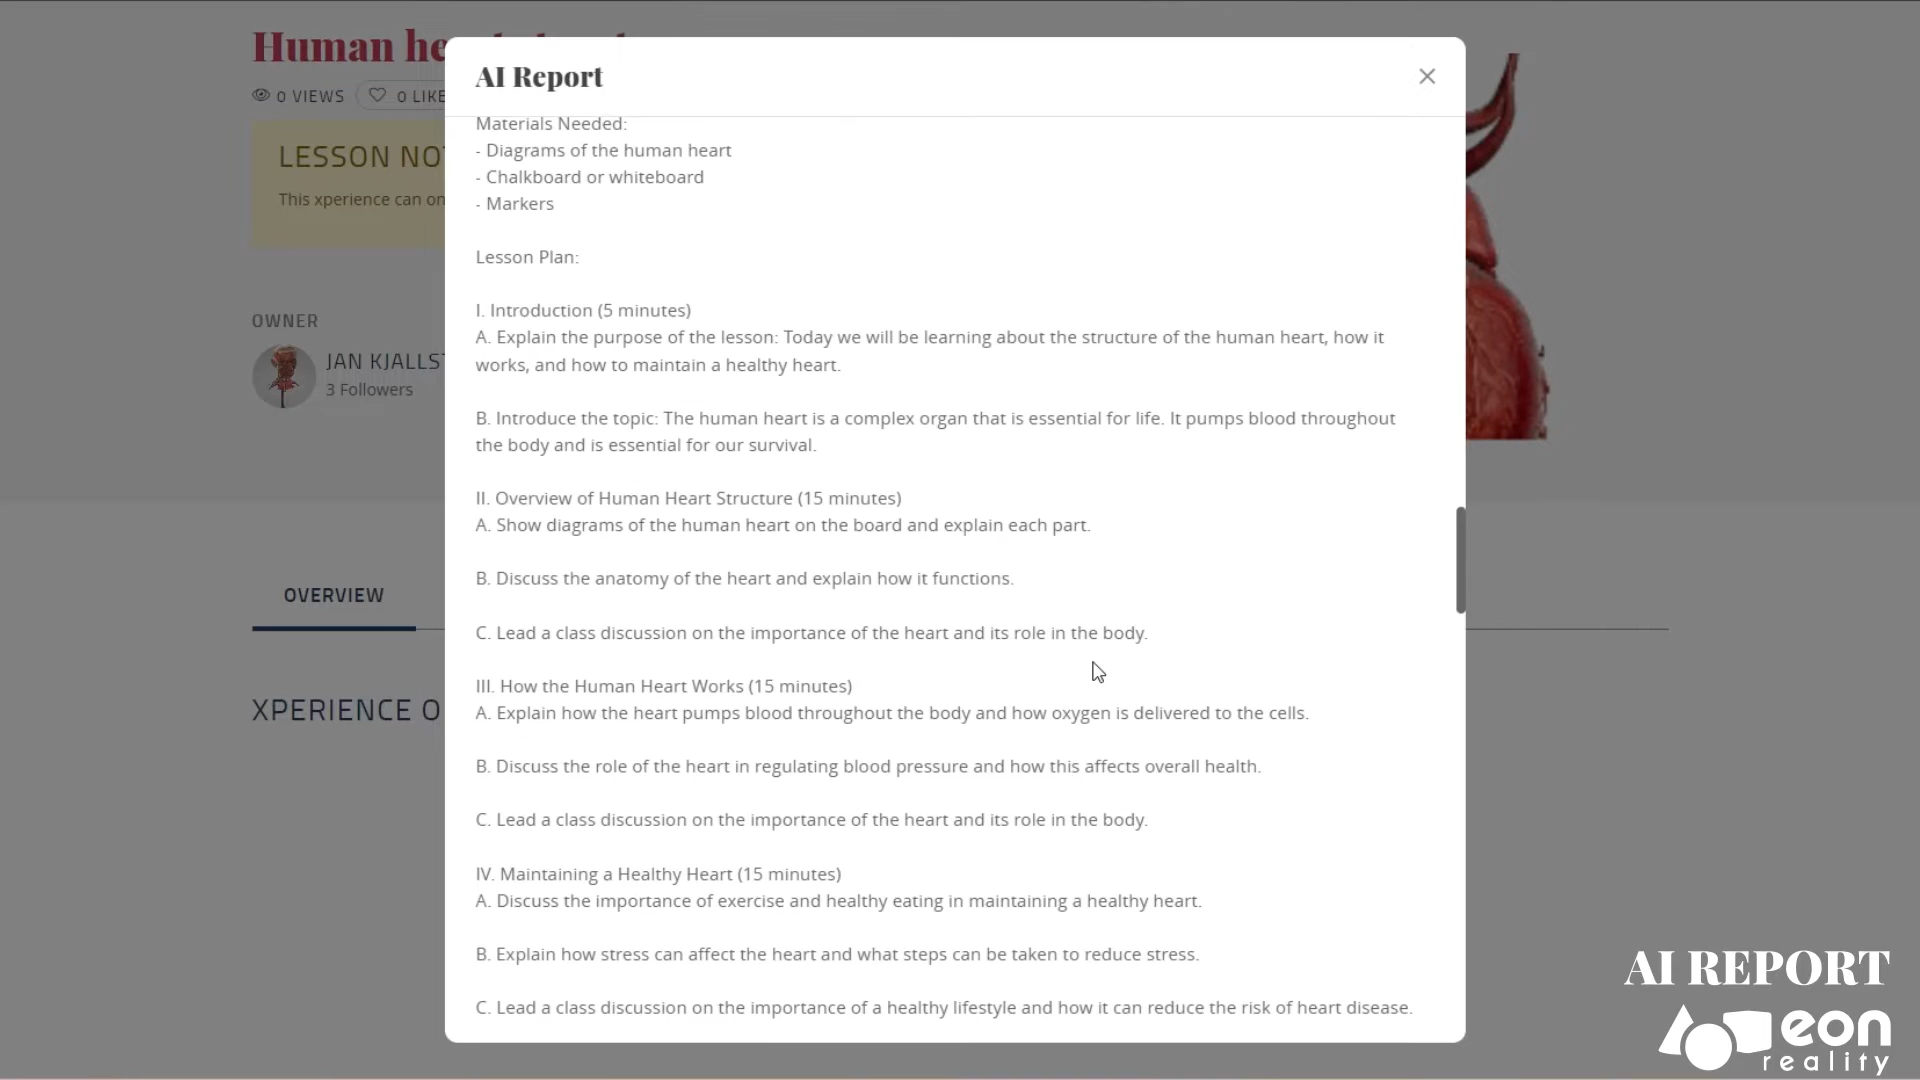 Human he
0 VIEWS
0 LIKE
LESSON NO
This xperience can on
OWNER
JAN KJALLS
3 Followers
OVERVIEW
XPERIENCE O
AI Report
Materials Needed:
- Diagrams of the human heart
- Chalkboard or whiteboard
- Markers
Lesson Plan:
I. Introduction (5 minutes)
A. Explain the purpose of the lesson: Today we will be learning about the structure of the human heart, how it
works, and how to maintain a healthy heart.
B. Introduce the topic: The human heart is a complex organ that is essential for life. It pumps blood throughout
the body and is essential for our survival.
II. Overview of Human Heart Structure (15 minutes)
A. Show diagrams of the human heart on the board and explain each part.
B. Discuss the anatomy of the heart and explain how it functions.
C. Lead a class discussion on the importance of the heart and its role in the body.
III. How the Human Heart Works (15 minutes)
A. Explain how the heart pumps blood throughout the body and how oxygen is delivered to the cells.
B. Discuss the role of the heart in regulating blood pressure and how this affects overall health.
C. Lead a class discussion on the importance of the heart and its role in the body.
IV. Maintaining a Healthy Heart (15 minutes)
A. Discuss the importance of exercise and healthy eating in maintaining a healthy heart.
B. Explain how stress can affect the heart and what steps can be taken to reduce stress.
C. Lead a class discussion on the importance of a healthy lifestyle and how it can reduce the risk of heart disease.
AI REPORT
eon
reality